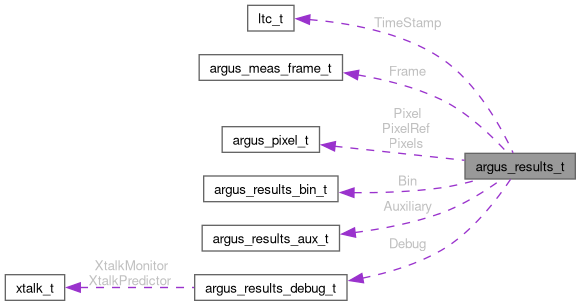 ltc_t
TimeStamp
argus_meas_frame_t
Frame
argus_pixel_t
Pixel
PixelRef
Pixels
argus_results_t
argus_results_bin_t
Bin
argus_results_aux_t
Auxiliary
Debug
xtalk_t
XtalkMonitor
XtalkPredictor
argus_results_debug_t